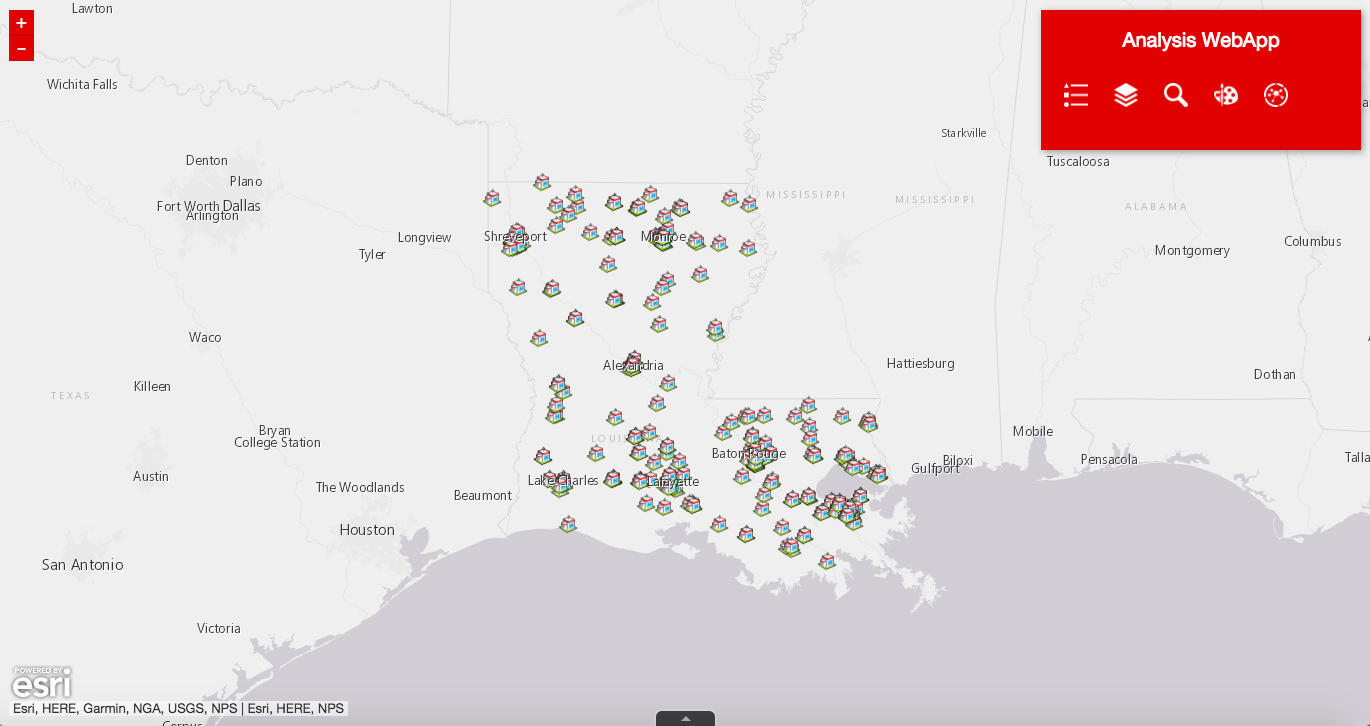 Lawton
+
−
Analysis WebApp
Wichita Falls
Starkville
Denton
Tuscaloosa
Plano
MISSISSIPPI
MISSISSIPPI
Fort Worth
Dallas
ALABAMA
Arlington
Longview
Shreveport
Monroe
Columbus
Tyler
Montgomery
Waco
Alexandria
Hattiesburg
Dothan
Killeen
TEXAS
Bryan
College Station
Mobile
Baton Rouge
Biloxi
Pensacola
Gulfport
Austin
Lake Charles
Lafayette
The Woodlands
Beaumont
Houston
San Antonio
Victoria
POWERED BY
esri
Esri, HERE, Garmin, NGA, USGS, NPS | Esri, HERE, NPS